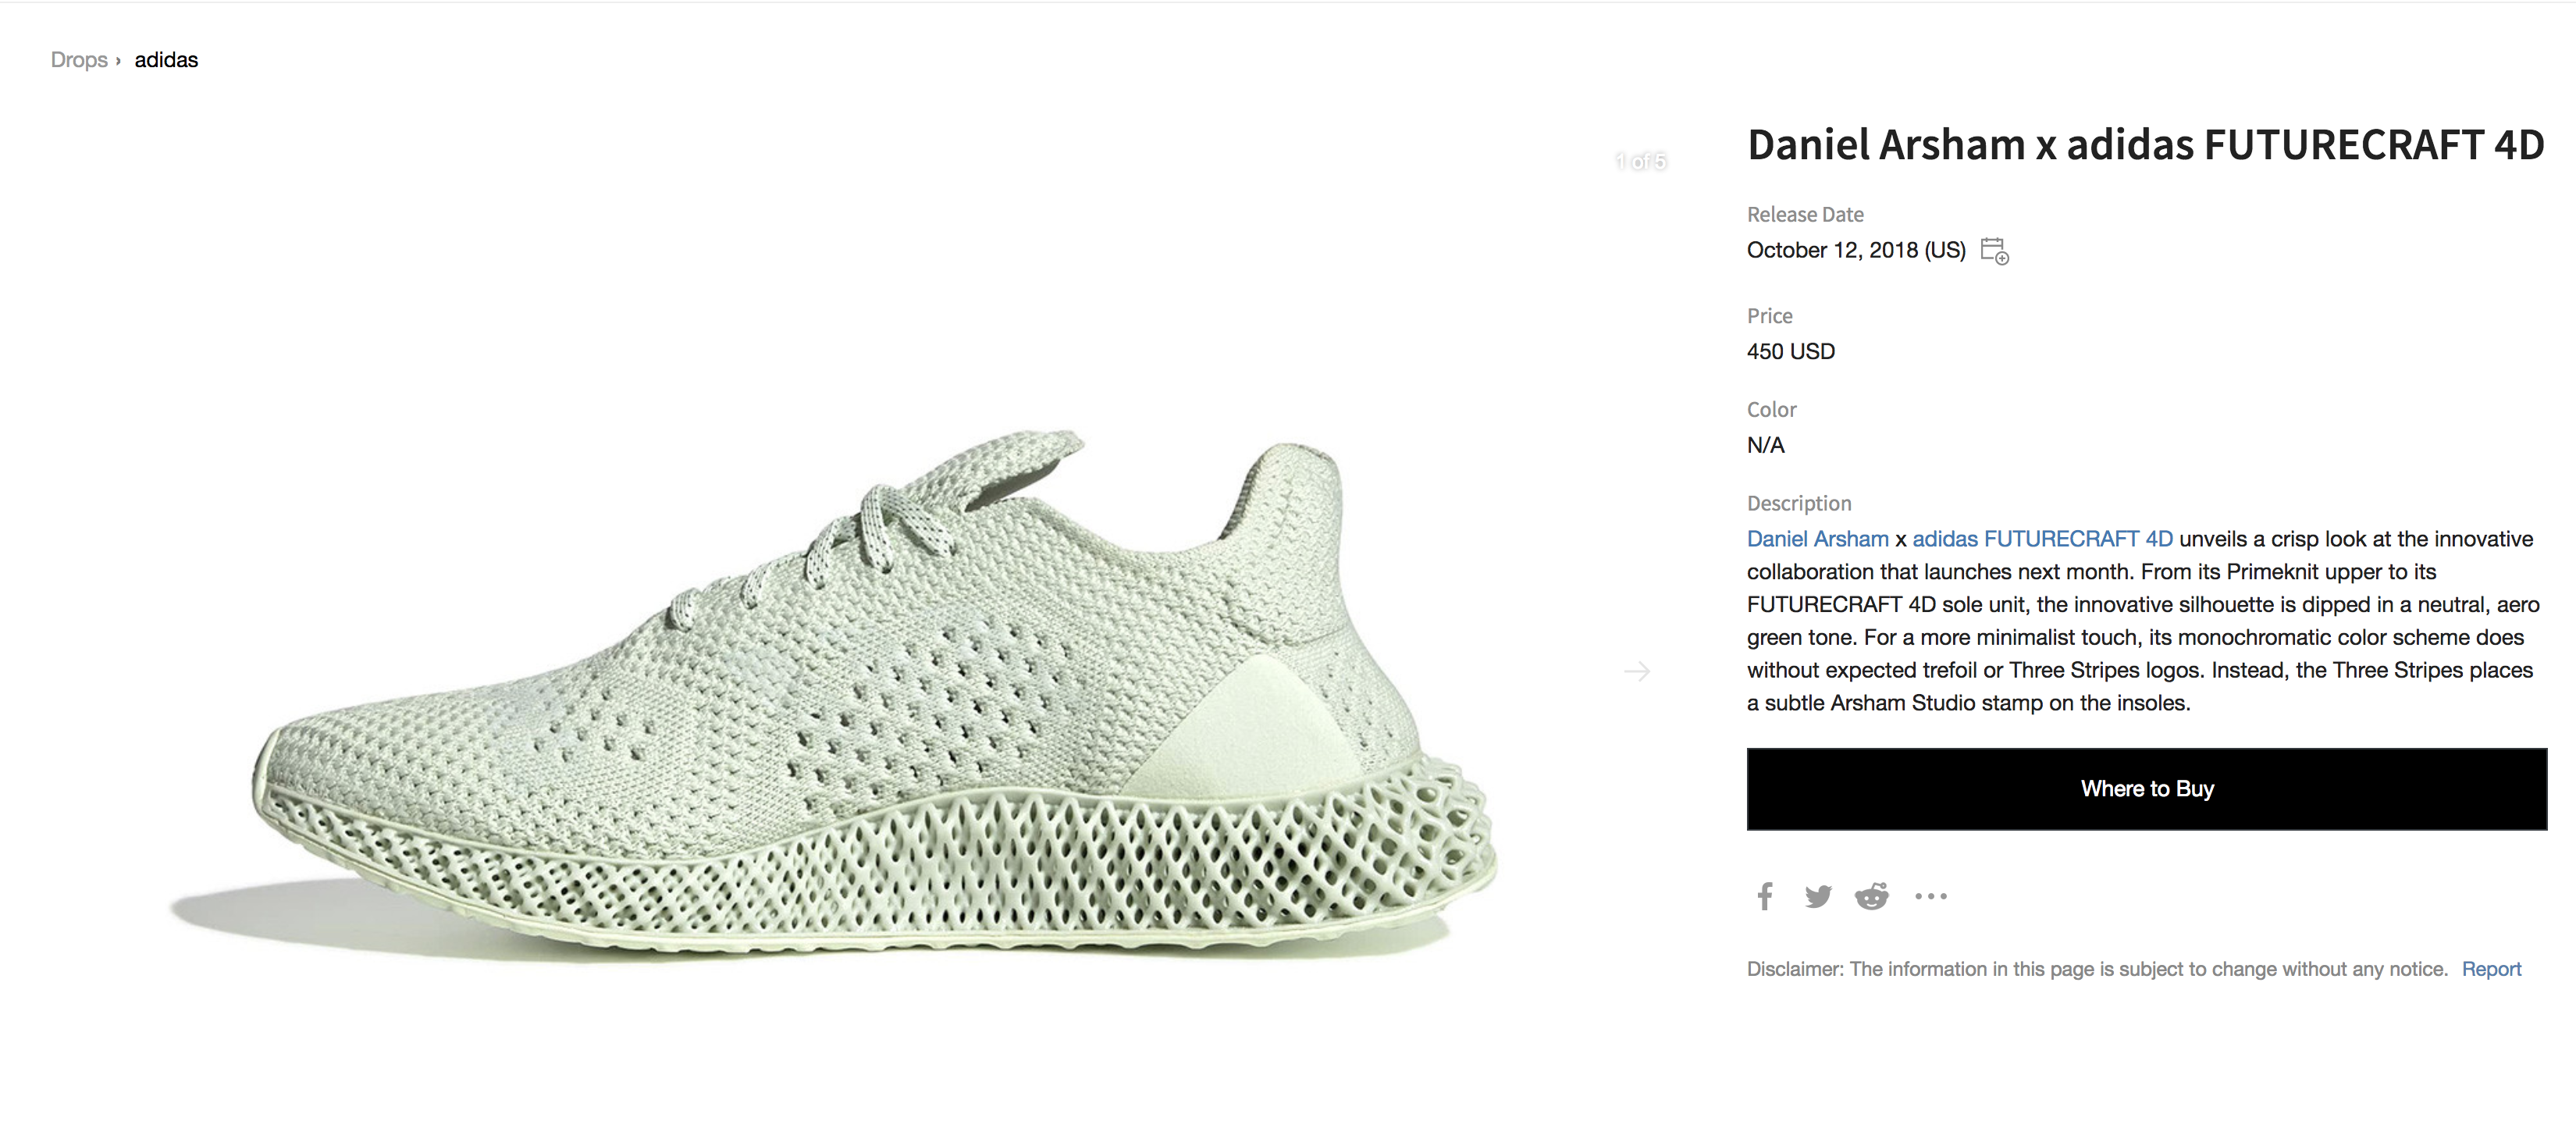 Drops › adidas
1 of 5
Daniel Arsham x adidas FUTURECRAFT 4D
Release Date
October 12, 2018 (US)
Price
450 USD
Color
N/A
Description
Daniel Arsham x adidas FUTURECRAFT 4D unveils a crisp look at the innovative
collaboration that launches next month. From its Primeknit upper to its
FUTURECRAFT 4D sole unit, the innovative silhouette is dipped in a neutral, aero
green tone. For a more minimalist touch, its monochromatic color scheme does
without expected trefoil or Three Stripes logos. Instead, the Three Stripes places
a subtle Arsham Studio stamp on the insoles.
Where to Buy
Disclaimer: The information in this page is subject to change without any notice. Report